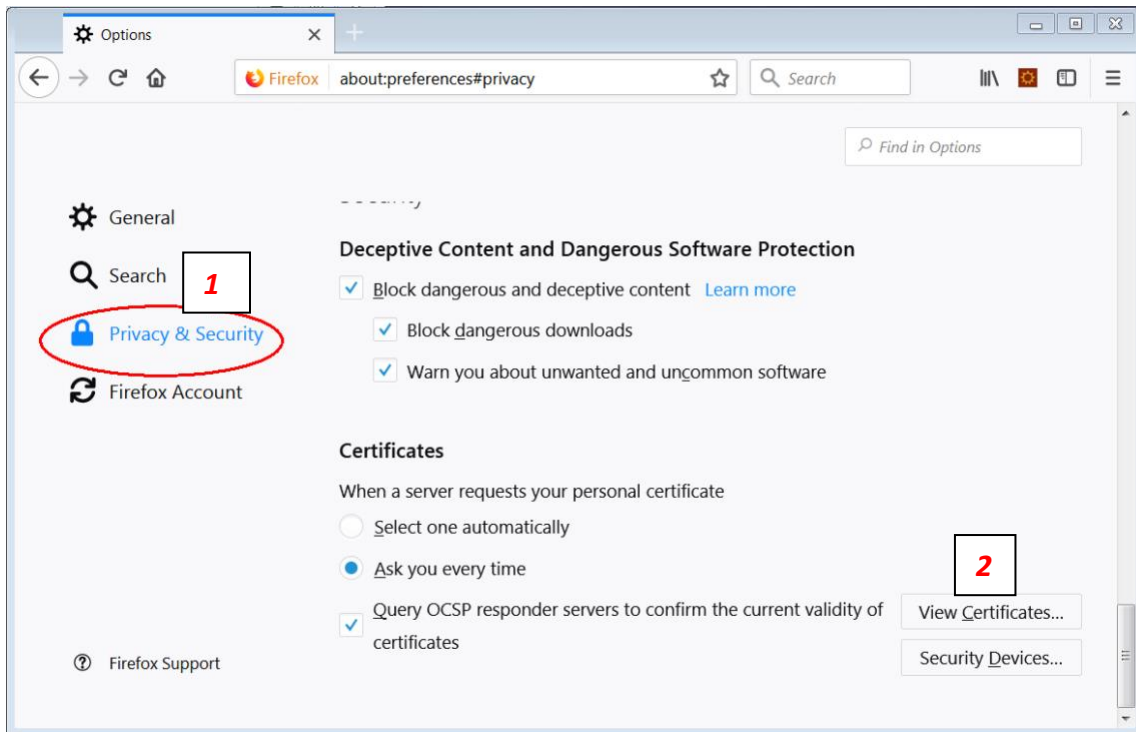 Options
Firefox about:preferences#privacy Search
Find in Options
General
Search
1
Privacy & Security
Firefox Account
Firefox Support
Deceptive Content and Dangerous Software Protection
Block dangerous and deceptive content Learn more
Block dangerous downloads
Warn you about unwanted and uncommon software
Certificates
When a server requests your personal certificate
Select one automatically
Ask you every time
2
Query OCSP responder servers to confirm the current validity of
certificates
View Certificates...
Security Devices...